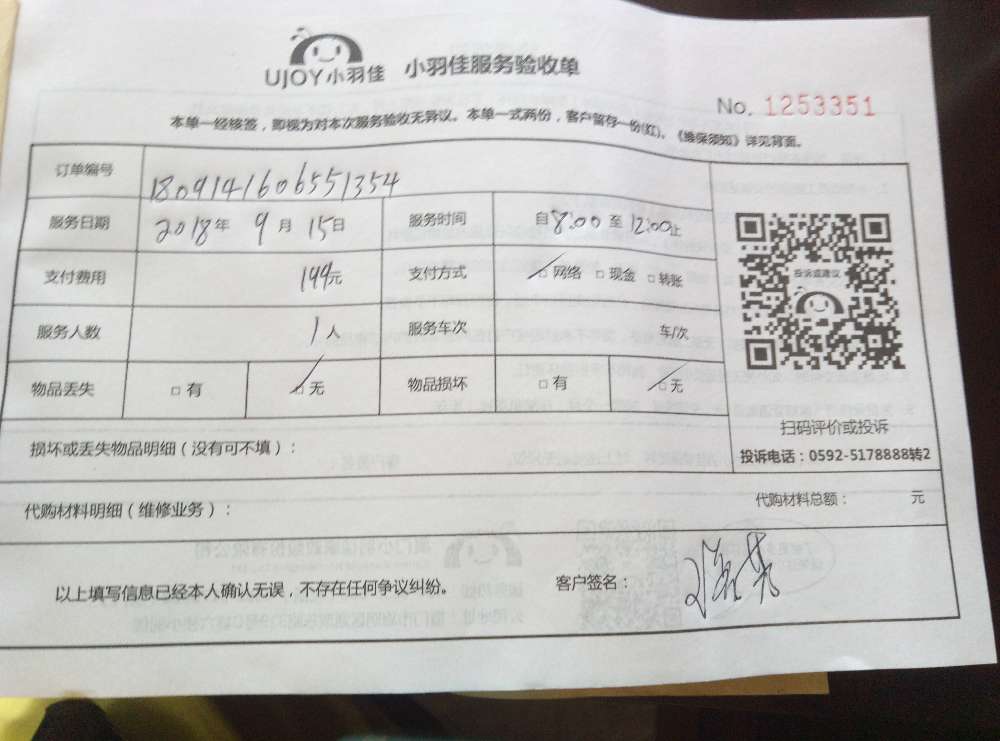 UJOY小羽佳 小羽佳服务验收单
No. 1253351
本单一经核签，即视为对本次服务验收无异议。本单一式两份，客户留存一份(红)。《维保须知》详见背面。
订单编号 1809141606551354
服务日期 2018年 9月 15日 服务时间 自8:00至12:00止
支付费用 199元 支付方式 □网络 □现金 □转账
投诉或建议
服务人数 1人 服务车次 车/次
物品丢失 □有 □无 物品损坏 □有 □无
扫码评价或投诉
投诉电话：0592-5178888转2
损坏或丢失物品明细（没有可不填）：
代购材料明细（维修业务）： 代购材料总额： 元
以上填写信息已经本人确认无误，不存在任何争议纠纷。 客户签名：